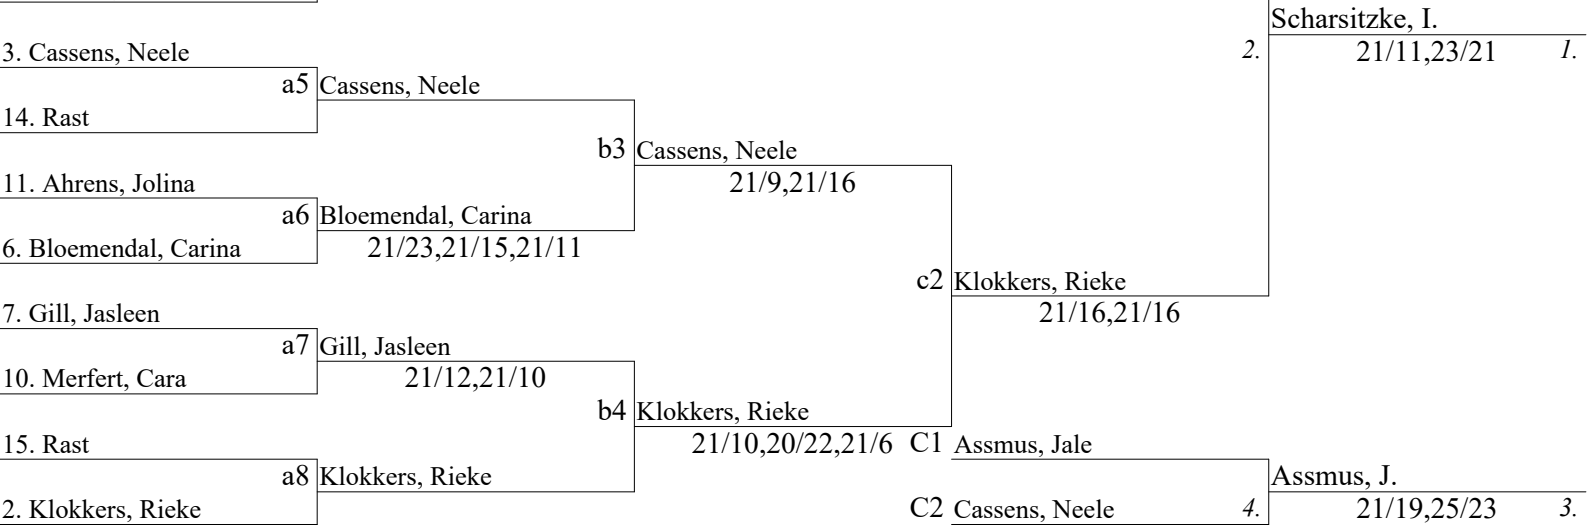 Scharsitzke, I.
2. 21/11,23/21 1.
3. Cassens, Neele
a5 Cassens, Neele
14. Rast
b3 Cassens, Neele
21/9,21/16
11. Ahrens, Jolina
a6 Bloemendal, Carina
6. Bloemendal, Carina 21/23,21/15,21/11
c2 Klokkers, Rieke
21/16,21/16
7. Gill, Jasleen
a7 Gill, Jasleen
10. Merfert, Cara 21/12,21/10
b4 Klokkers, Rieke
21/10,20/22,21/6 C1 Assmus, Jale
15. Rast
a8 Klokkers, Rieke
Assmus, J.
2. Klokkers, Rieke
C2 Cassens, Neele 4. 21/19,25/23 3.